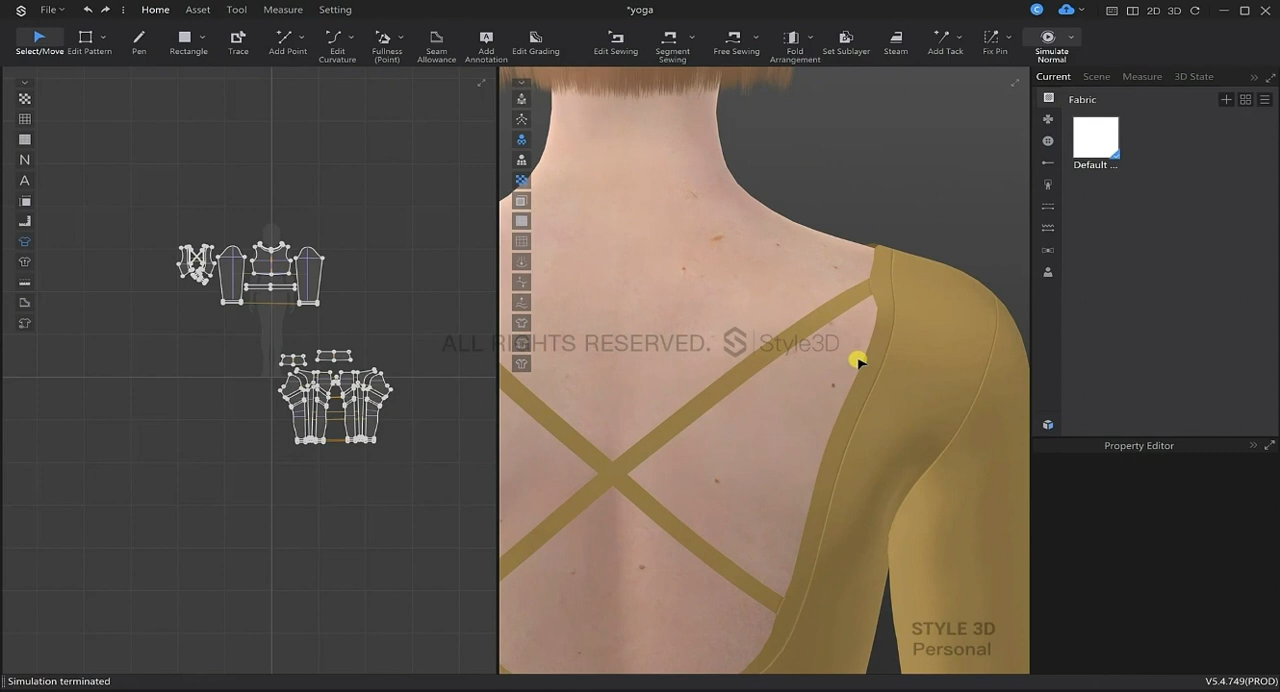 File
Home
Asset
Tool
Measure
Setting
*yoga
C
2D
3D
Select/Move
Edit Pattern
Pen
Rectangle
Trace
Add Point
Edit
Curvature
Fullness
(Point)
Seam
Allowance
Add
Annotation
Edit Grading
Edit Sewing
Segment
Sewing
Free Sewing
Fold
Arrangement
Set Sublayer
Steam
Add Tack
Fix Pin
Simulate
Normal
N
A
ALL RIGHTS RESERVED. Style3D
STYLE 3D
Personal
Current
Scene
Measure
3D State
Fabric
Default ...
Property Editor
Simulation terminated
V5.4.749(PROD)